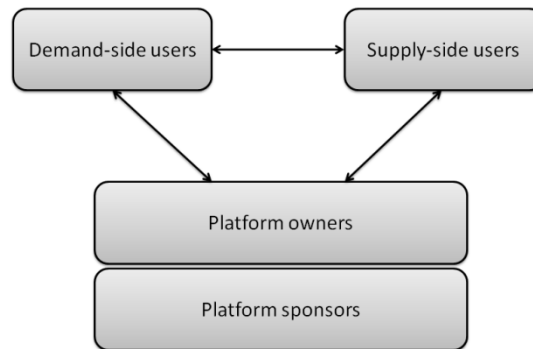 Demand-side users
Supply-side users
Platform owners
Platform sponsors